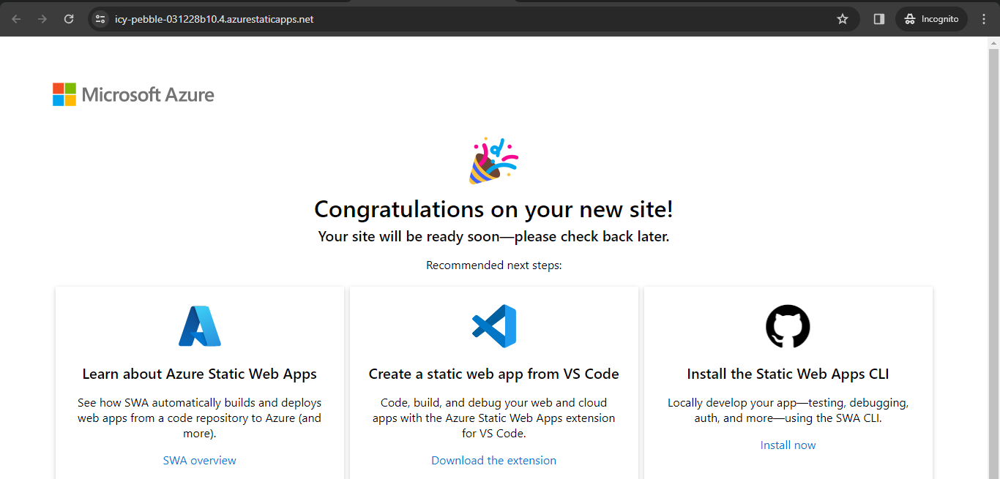 icy-pebble-031228b10.4.azurestaticapps.net
Incognito
Microsoft Azure
Congratulations on your new site!
Your site will be ready soon—please check back later.
Recommended next steps:
Learn about Azure Static Web Apps
See how SWA automatically builds and deploys
web apps from a code repository to Azure (and
more).
SWA overview
Create a static web app from VS Code
Code, build, and debug your web and cloud
apps with the Azure Static Web Apps extension
for VS Code.
Download the extension
Install the Static Web Apps CLI
Locally develop your app—testing, debugging,
auth, and more—using the SWA CLI.
Install now